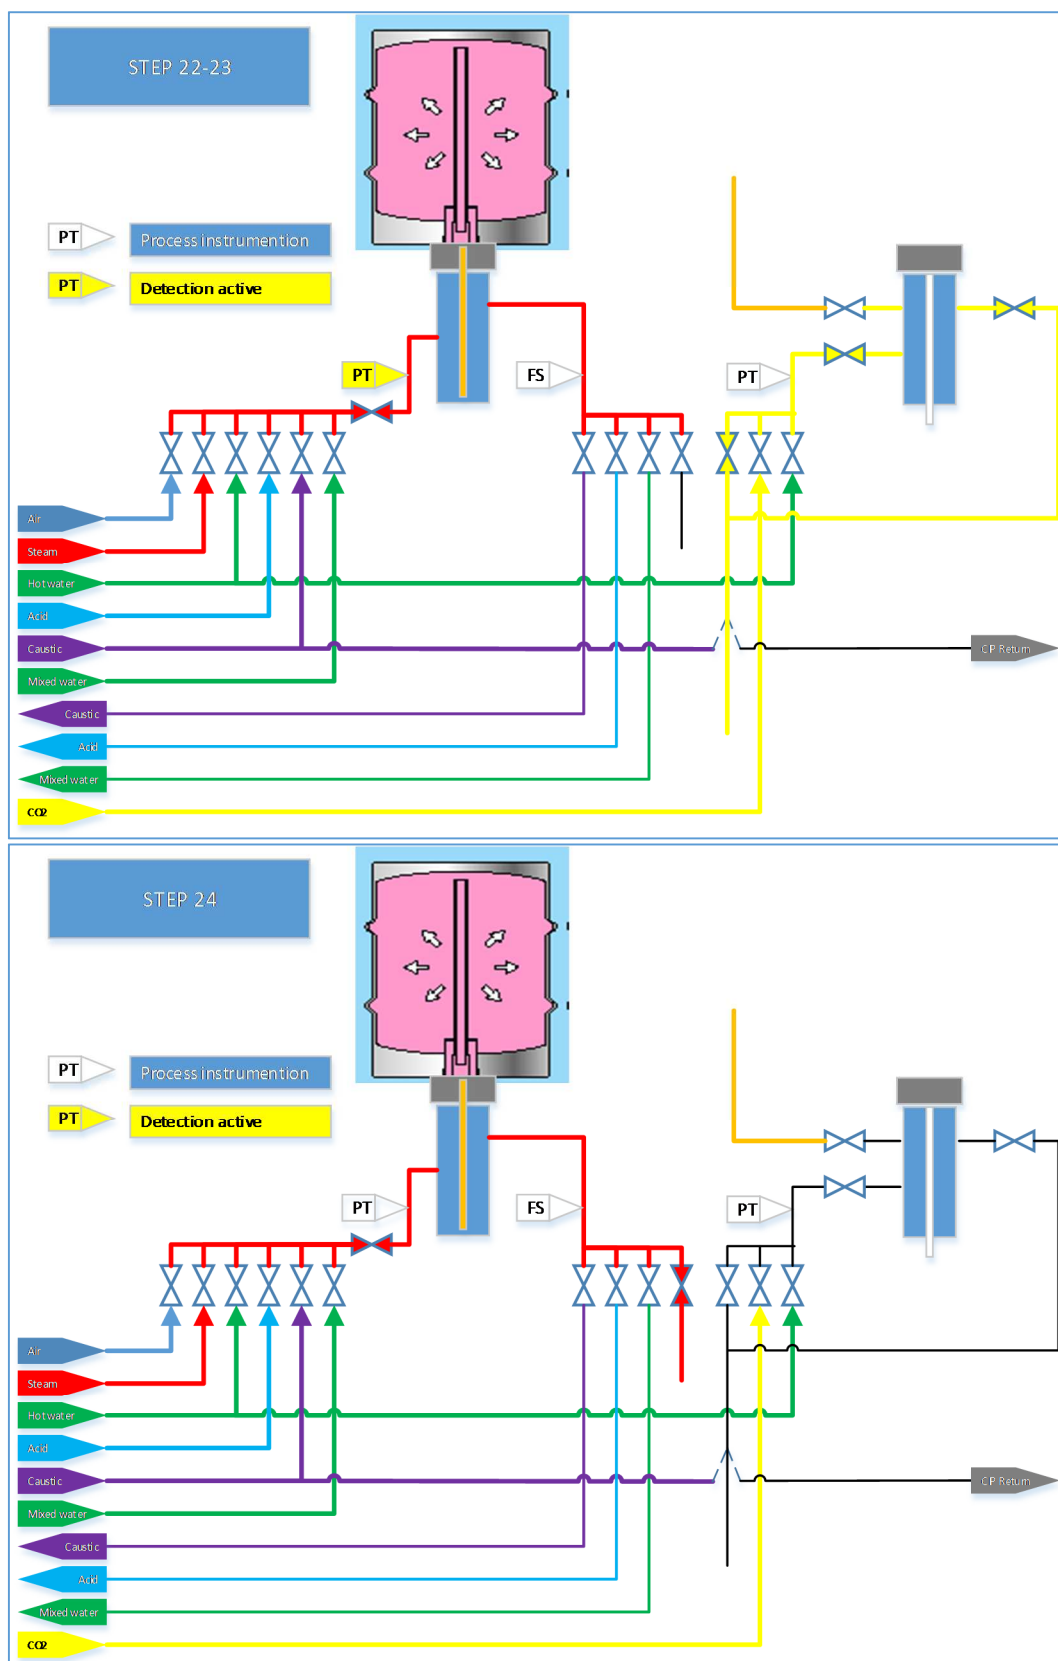 STEP 22-23
PT
Process instrumention
PT
Detection active
PT
FS
PT
Air
Steam
Hot water
Acid
Caustic
CIP Return
Mixed water
Caustic
Acid
Mixed water
CO2
STEP 24
PT
Process instrumention
PT
Detection active
PT
FS
PT
Air
Steam
Hot water
Acid
Caustic
CIP Return
Mixed water
Caustic
Acid
Mixed water
CO2